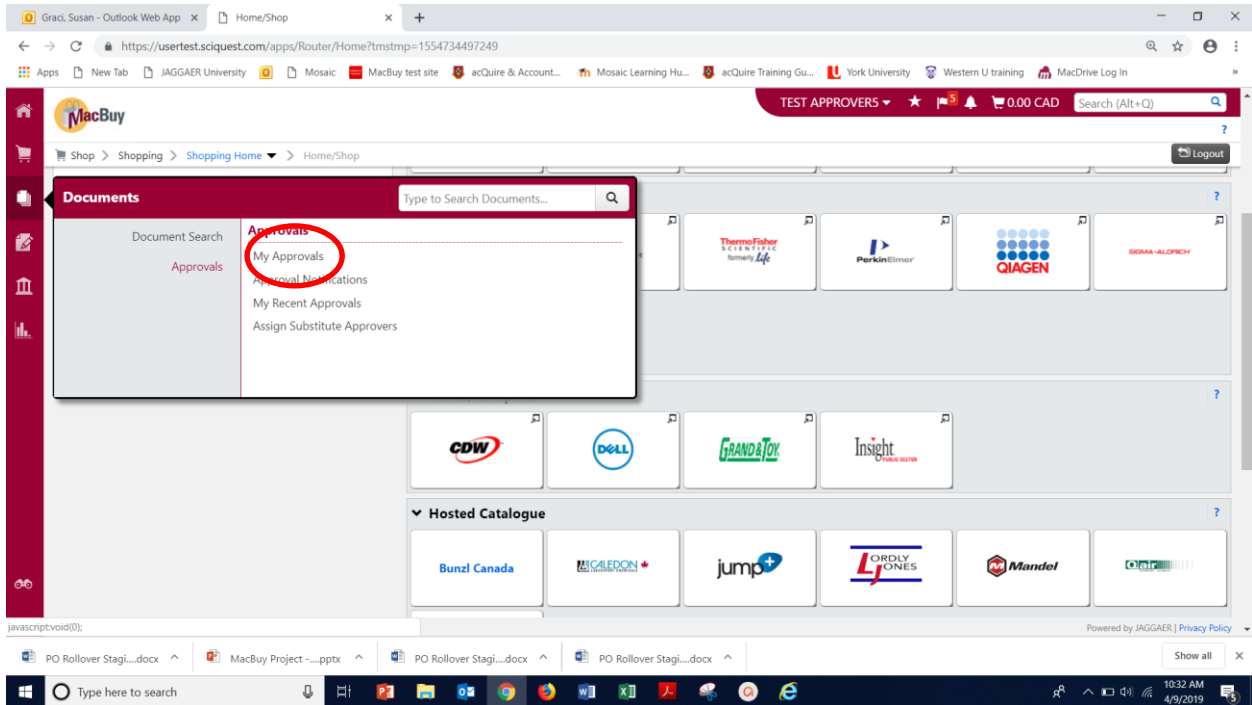 Graci, Susan - Outlook Web App
Home/Shop
https://usertest.sciquest.com/apps/Router/Home?tmstmp=1554734497249
Apps New Tab JAGGAER University Mosaic MacBuy test site acQuire & Account... Mosaic Learning Hu... acQuire Training Gu... York University Western U training MacDrive Log In »
MacBuy
TEST APPROVER5 5 0.00 CAD Search (Alt+Q)
?
Shop > Shopping > Shopping Home > Home/Shop
Logout
Documents
Type to Search Documents...
?
Document Search
Approvals
Approvals
My Approvals
Approval Notifications
My Recent Approvals
Assign Substitute Approvers
ThermoFisher
SCIENTIFIC
formerly life
PerkinElmer
QIAGEN
SIGMA-ALDRICH
?
CDW
DELL
GRAND&TOY
Insight
PUBLIC SECTOR
Hosted Catalogue
?
Bunzl Canada
CALEDON
jump+
LORDLY
JONES
Mandel
Qair
javascript:void(0);
Powered by JAGGAER | Privacy Policy
PO Rollover Stagi....docx
MacBuy Project -....pptx
PO Rollover Stagi....docx
PO Rollover Stagi....docx
Show all
Type here to search
10:32 AM
4/9/2019
5